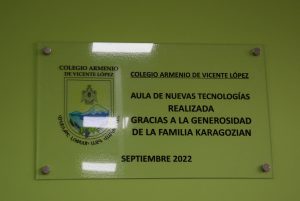 COLEGIO ARMENIO
DE VICENTE LÓPEZ
COLEGIO ARMENIO DE VICENTE LÓPEZ
AULA DE NUEVAS TECNOLOGÍAS
REALIZADA
GRACIAS A LA GENEROSIDAD
DE LA FAMILIA KARAGOZIAN
SEPTIEMBRE 2022